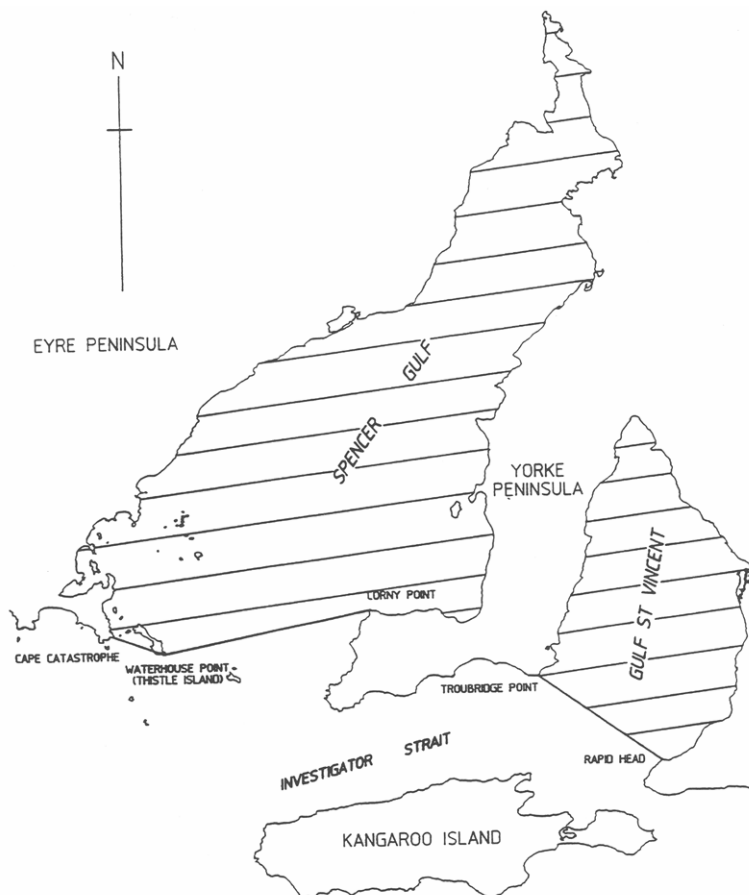 N
EYRE PENINSULA
GULF
SPENCER
YORKE
PENINSULA
GULF ST VINCENT
CORNY POINT
CAPE CATASTROPHE
WATERHOUSE POINT
(THISTLE ISLAND)
TROUBRIDGE POINT
RAPID HEAD
INVESTIGATOR STRAIT
KANGAROO ISLAND